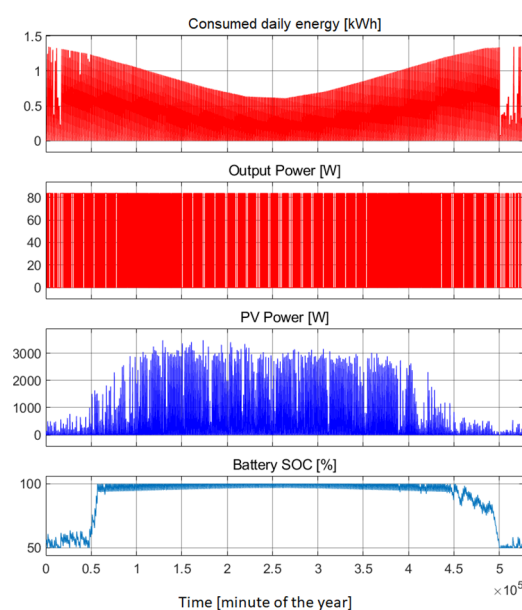 Consumed daily energy [kWh]
1.5
1
0.5
0
Output Power [W]
80
60
40
20
0
PV Power [W]
3000
2000
1000
0
Battery SOC [%]
100
50
0 0.5 1 1.5 2 2.5 3 3.5 4 4.5 5
×10⁵
Time [minute of the year]